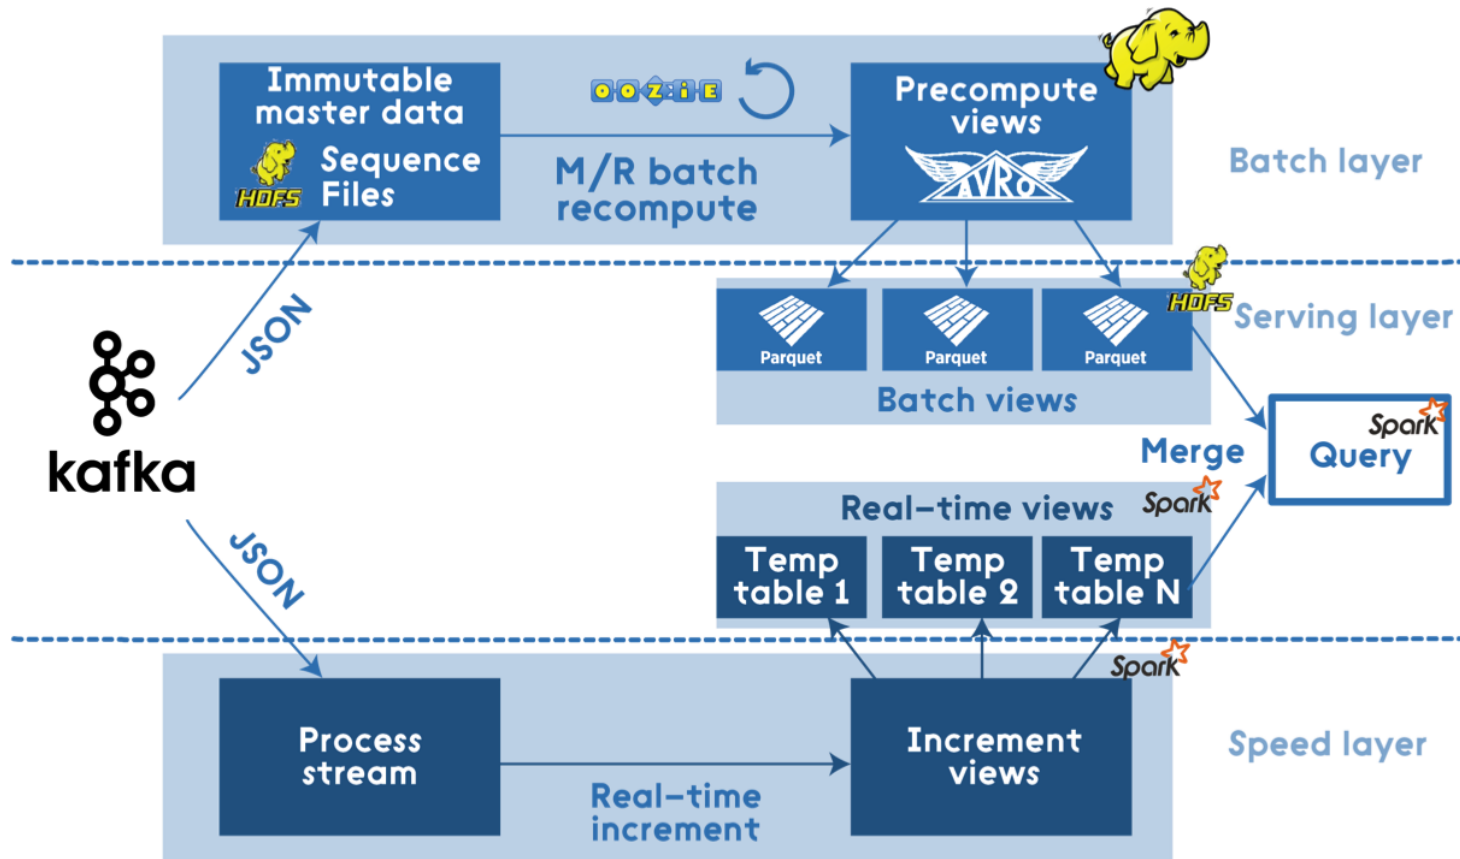 Immutable
master data
HDFS
Sequence
Files
OOZiE
M/R batch
recompute
Precompute
views
AVRO
Batch layer
JSON
Parquet
Parquet
Parquet
HDFS
Serving layer
Batch views
kafka
Merge
Spark
Query
Real-time views
Spark
Temp
table 1
Temp
table 2
Temp
table N
JSON
Spark
Process
stream
Real-time
increment
Increment
views
Speed layer